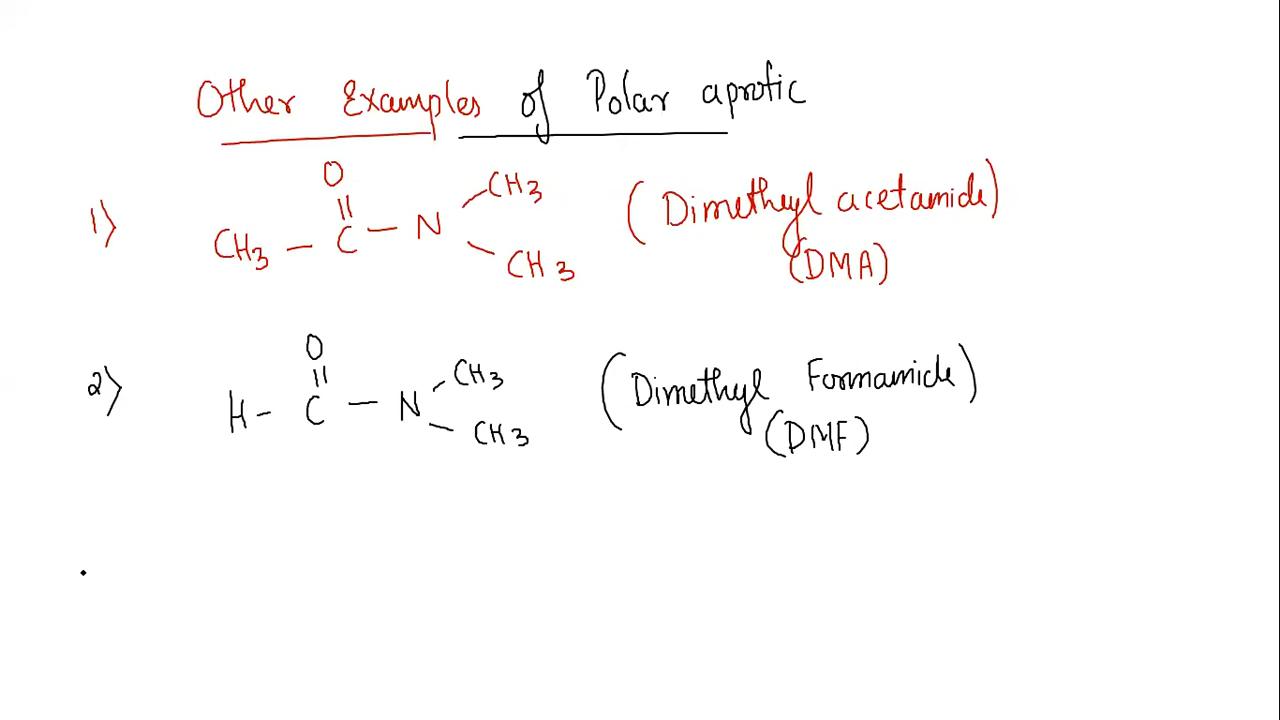 Other Examples of Polar aprotic
O
||
1) CH3 — C — N — CH3 (Dimethyl acetamide)
— CH3 (DMA)
O
||
2) H — C — N — CH3 (Dimethyl Formamide)
— CH3 (DMF)